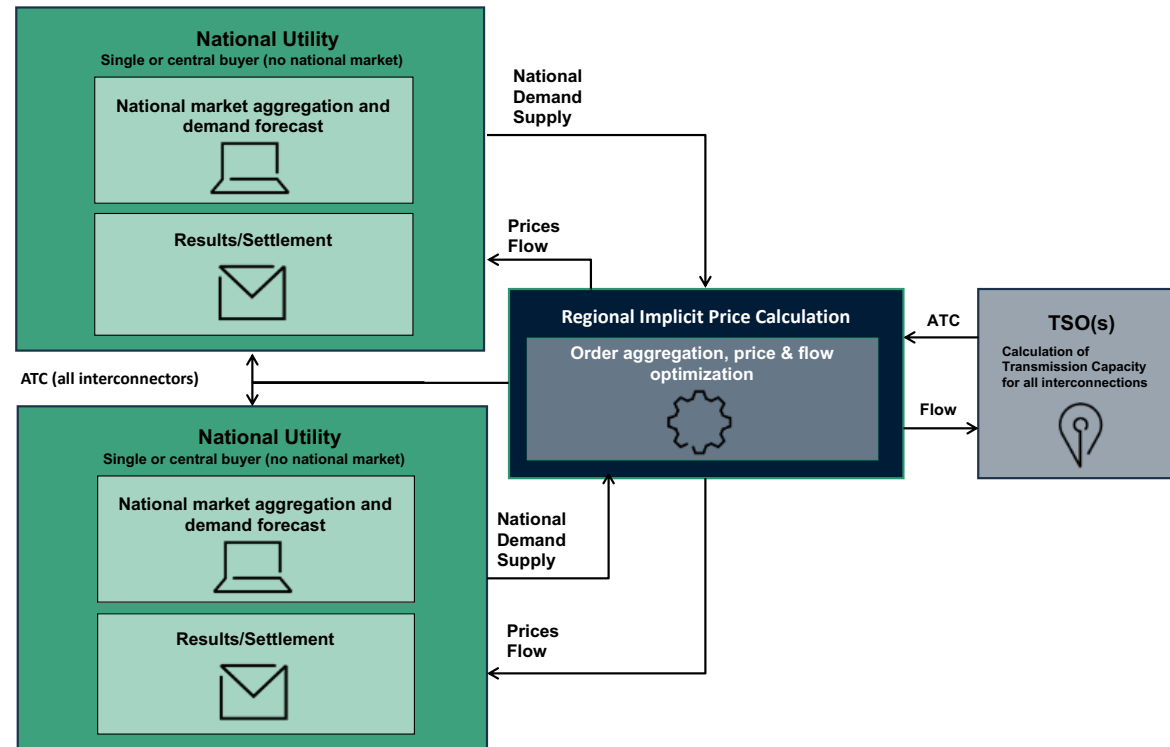 National Utility
Single or central buyer (no national market)
National market aggregation and
demand forecast
Results/Settlement
National
Demand
Supply
Prices
Flow
Regional Implicit Price Calculation
Order aggregation, price & flow
optimization
ATC
Flow
TSO(s)
Calculation of
Transmission Capacity
for all interconnections
ATC (all interconnectors)
National Utility
Single or central buyer (no national market)
National market aggregation and
demand forecast
Results/Settlement
National
Demand
Supply
Prices
Flow